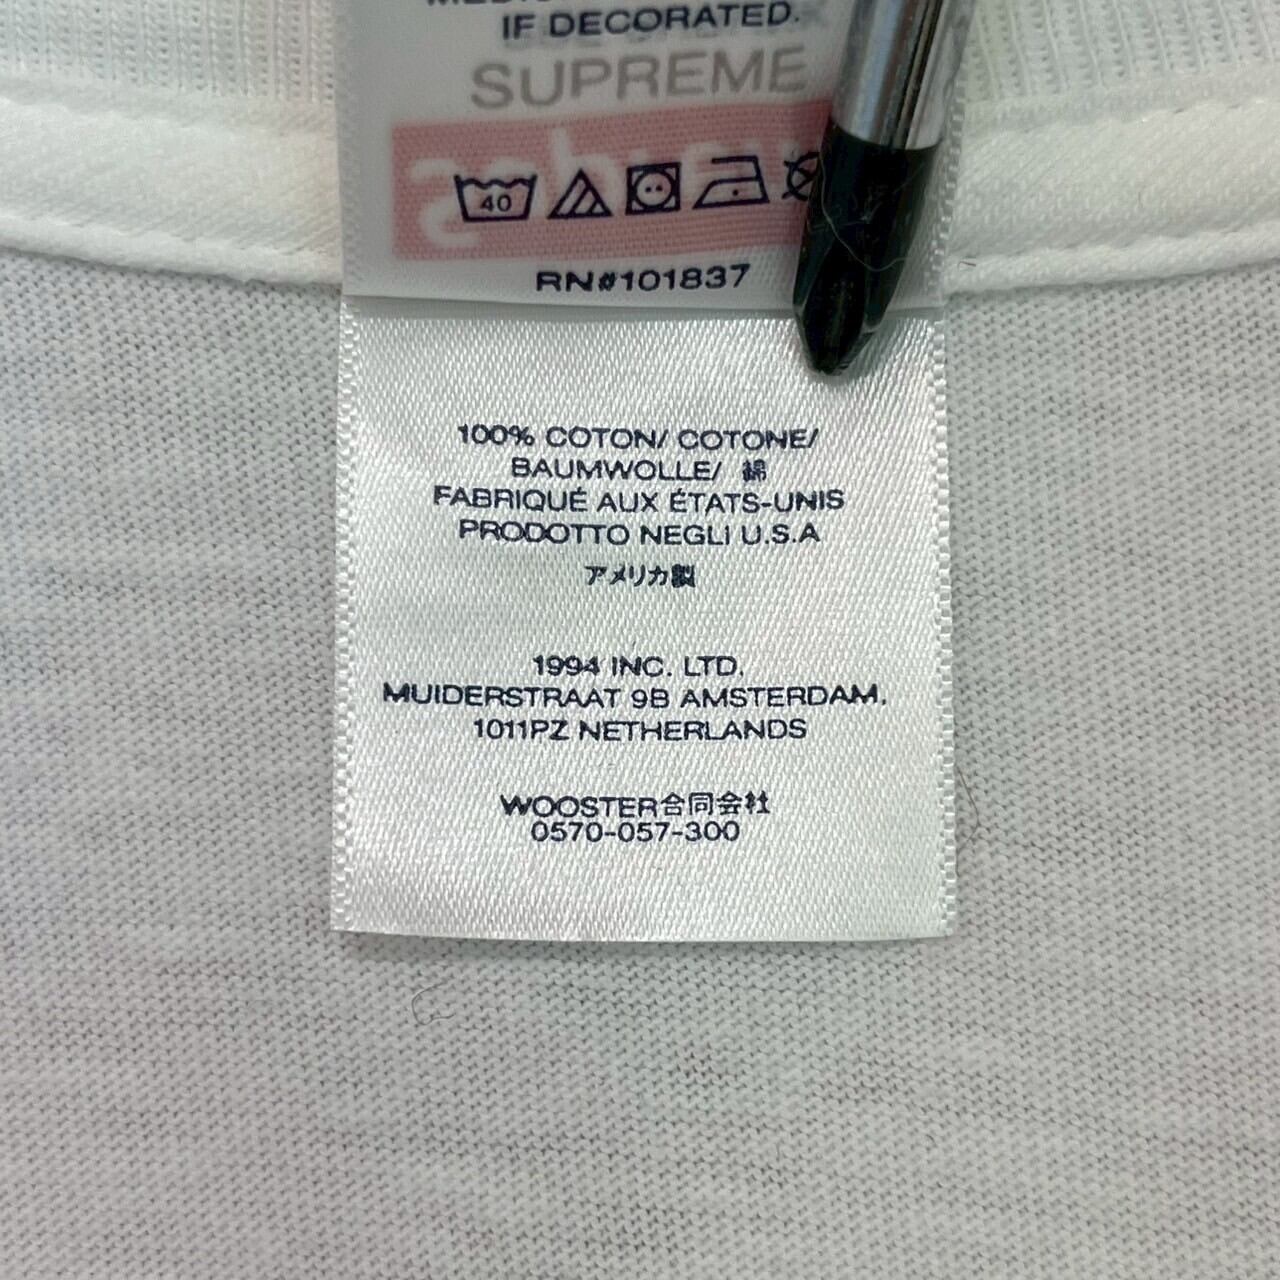 IF DECORATED.
SUPREME
40
RN#101837
100% COTON/ COTONE/
BAUMWOLLE/ 綿
FABRIQUÉ AUX ÉTATS-UNIS
PRODOTTO NEGLI U.S.A
アメリカ製
1994 INC. LTD.
MUIDERSTRAAT 9B AMSTERDAM,
1011PZ NETHERLANDS
WOOSTER合同会社
0570-057-300